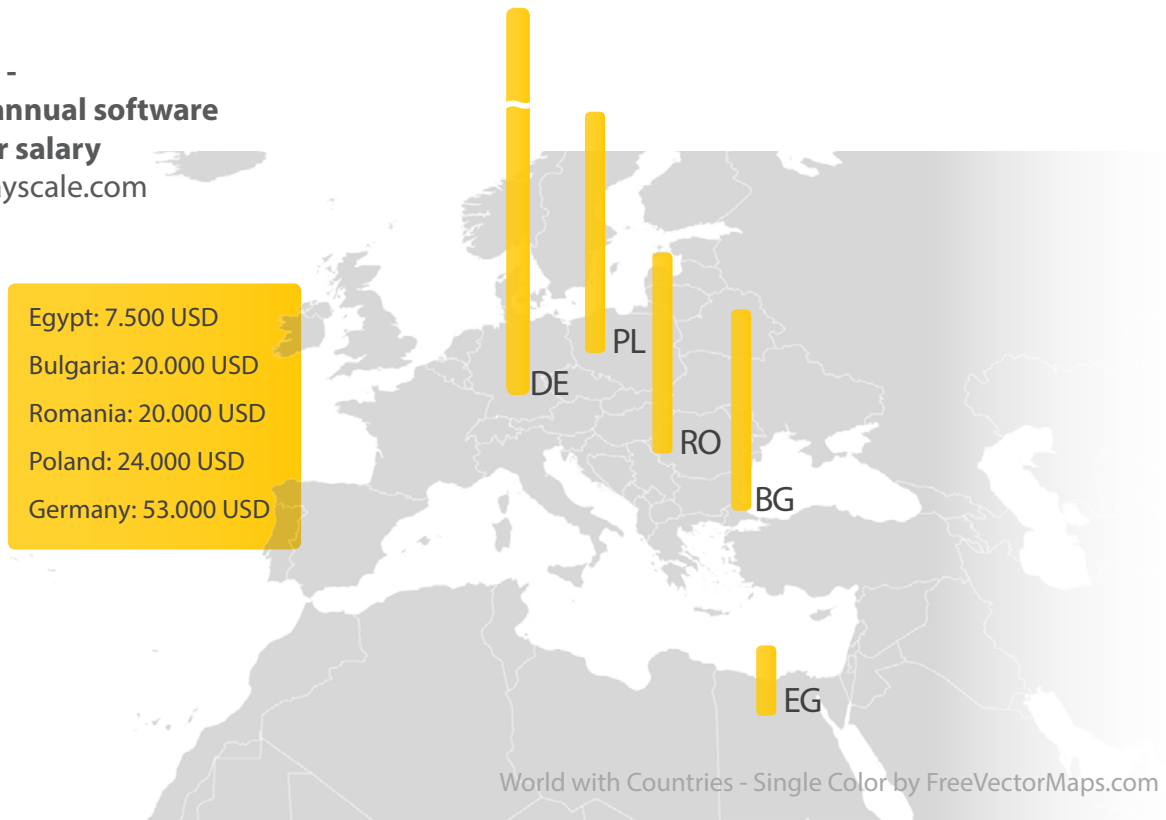 -
annual software
r salary
yscale.com
Egypt: 7.500 USD
Bulgaria: 20.000 USD
Romania: 20.000 USD
Poland: 24.000 USD
Germany: 53.000 USD
PL
DE
RO
BG
EG
World with Countries - Single Color by FreeVectorMaps.com